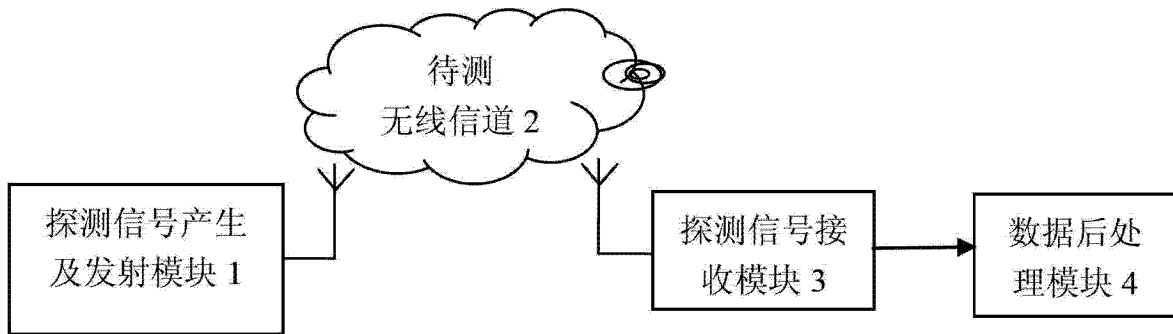 待测
无线信道 2
探测信号产生
及发射模块 1
探测信号接
收模块 3
数据后处
理模块 4